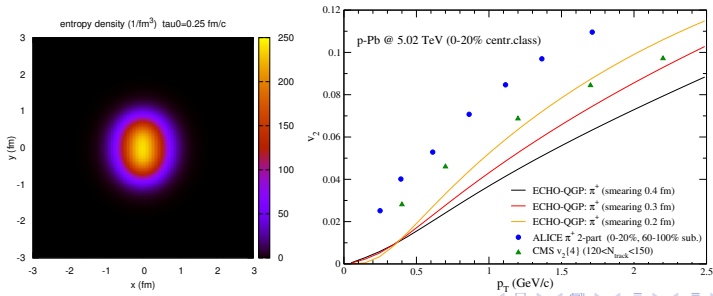 entropy density (1/fm³) tau0=0.25 fm/c
3
2
1
0
-1
-2
-3
y (fm)
-3 -2 -1 0 1 2 3
x (fm)
250
200
150
100
50
0
p-Pb @ 5.02 TeV (0-20% centr.class)
0.12
0.1
0.08
0.06
0.04
0.02
0
v₂
ECHO-QGP: π⁺ (smearing 0.4 fm)
ECHO-QGP: π⁺ (smearing 0.3 fm)
ECHO-QGP: π⁺ (smearing 0.2 fm)
ALICE π⁺ 2-part (0-20%, 60-100% sub.)
CMS v₂{4} (120<N_track<150)
0 0.5 1 1.5 2 2.5
p_T (GeV/c)